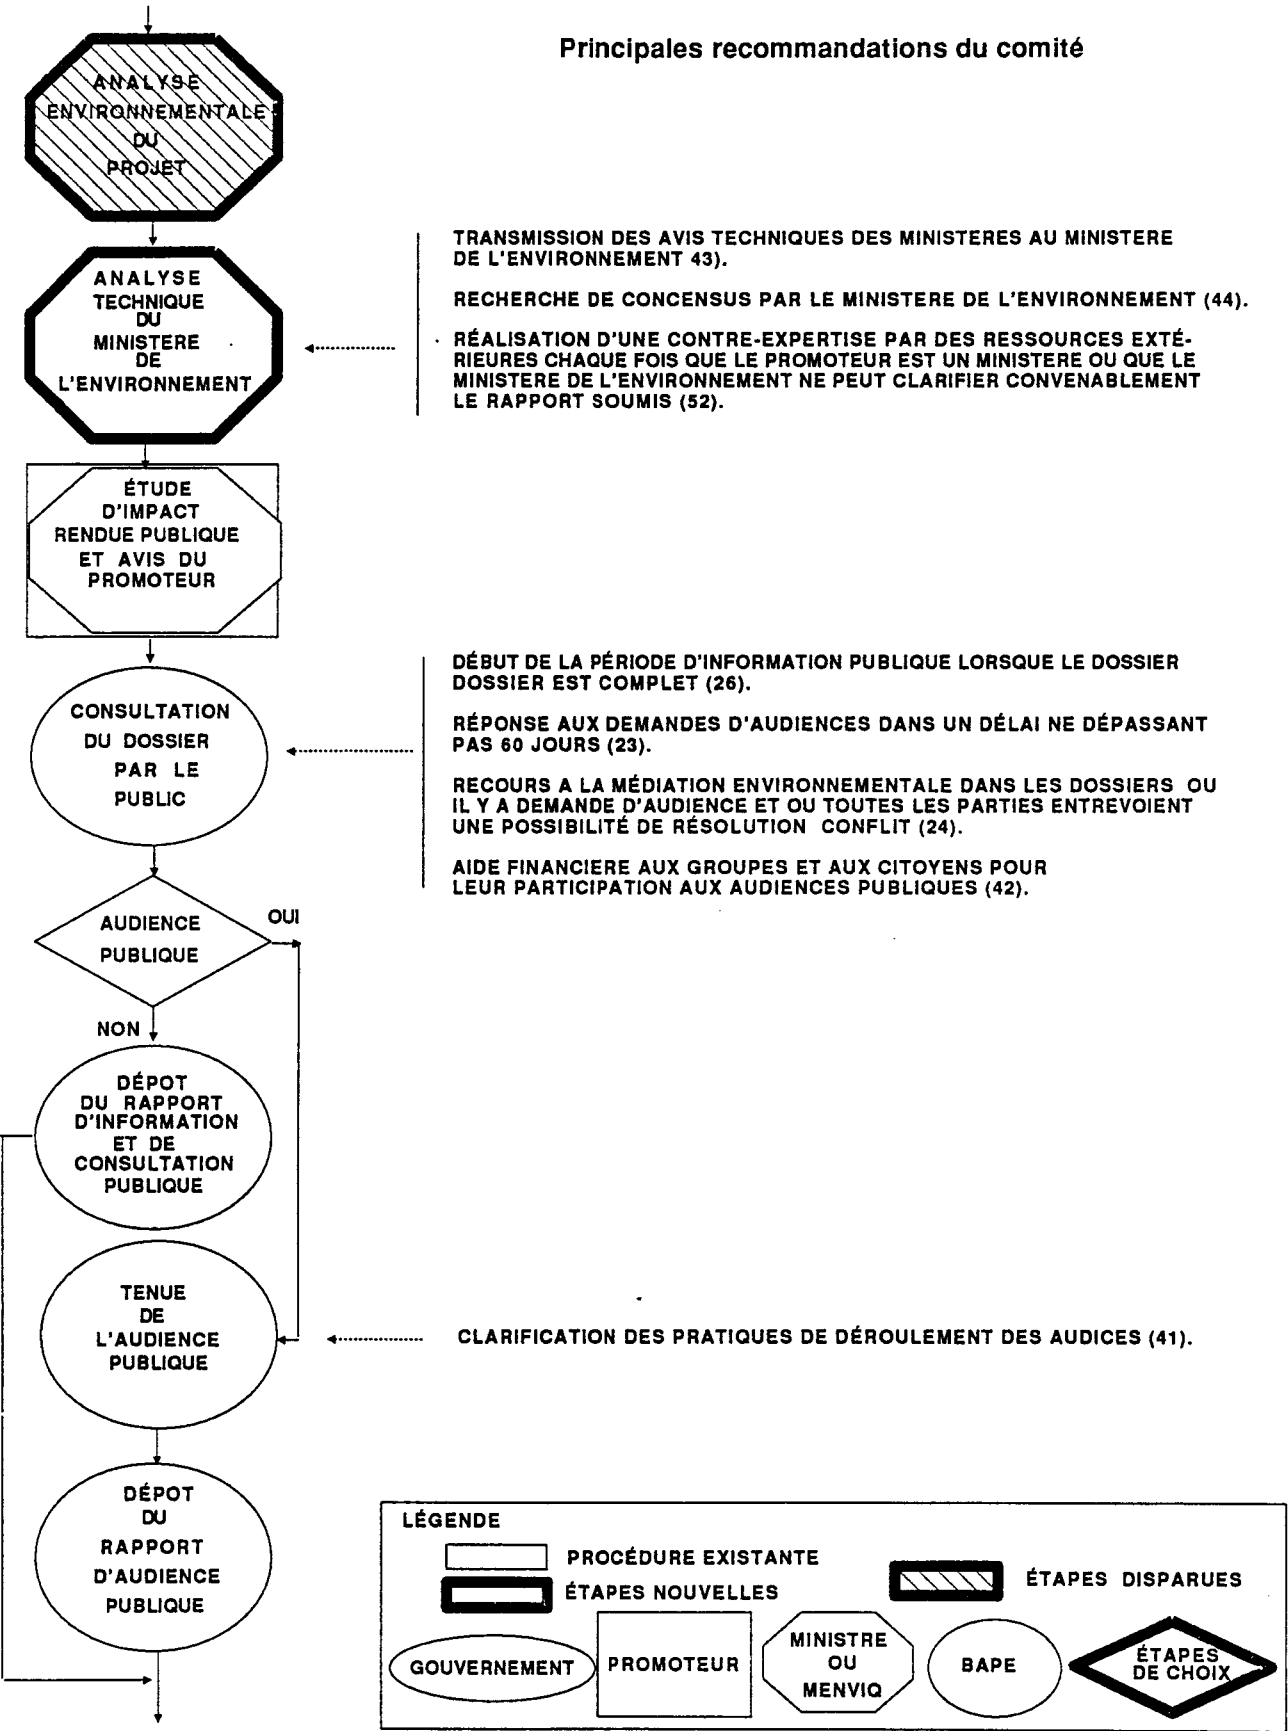 Principales recommandations du comité
ANALYSE
ENVIRONNEMENTALE
DU
PROJET
ANALYSE
TECHNIQUE
DU
MINISTERE
DE
L'ENVIRONNEMENT
TRANSMISSION DES AVIS TECHNIQUES DES MINISTERES AU MINISTERE
DE L'ENVIRONNEMENT 43).
RECHERCHE DE CONCENSUS PAR LE MINISTERE DE L'ENVIRONNEMENT (44).
RÉALISATION D'UNE CONTRE-EXPERTISE PAR DES RESSOURCES EXTÉ-
RIEURES CHAQUE FOIS QUE LE PROMOTEUR EST UN MINISTERE OU QUE LE
MINISTERE DE L'ENVIRONNEMENT NE PEUT CLARIFIER CONVENABLEMENT
LE RAPPORT SOUMIS (52).
ÉTUDE
D'IMPACT
RENDUE PUBLIQUE
ET AVIS DU
PROMOTEUR
CONSULTATION
DU DOSSIER
PAR LE
PUBLIC
DÉBUT DE LA PÉRIODE D'INFORMATION PUBLIQUE LORSQUE LE DOSSIER
DOSSIER EST COMPLET (26).
RÉPONSE AUX DEMANDES D'AUDIENCES DANS UN DÉLAI NE DÉPASSANT
PAS 60 JOURS (23).
RECOURS A LA MÉDIATION ENVIRONNEMENTALE DANS LES DOSSIERS OU
IL Y A DEMANDE D'AUDIENCE ET OU TOUTES LES PARTIES ENTREVOIENT
UNE POSSIBILITÉ DE RÉSOLUTION CONFLIT (24).
AIDE FINANCIERE AUX GROUPES ET AUX CITOYENS POUR
LEUR PARTICIPATION AUX AUDIENCES PUBLIQUES (42).
AUDIENCE
PUBLIQUE
OUI
NON
DÉPOT
DU RAPPORT
D'INFORMATION
ET DE
CONSULTATION
PUBLIQUE
TENUE
DE
L'AUDIENCE
PUBLIQUE
CLARIFICATION DES PRATIQUES DE DÉROULEMENT DES AUDICES (41).
DÉPOT
DU
RAPPORT
D'AUDIENCE
PUBLIQUE
LÉGENDE
PROCÉDURE EXISTANTE
ÉTAPES NOUVELLES
ÉTAPES DISPARUES
GOUVERNEMENT
PROMOTEUR
MINISTRE
OU
MENVIQ
BAPE
ÉTAPES
DE CHOIX